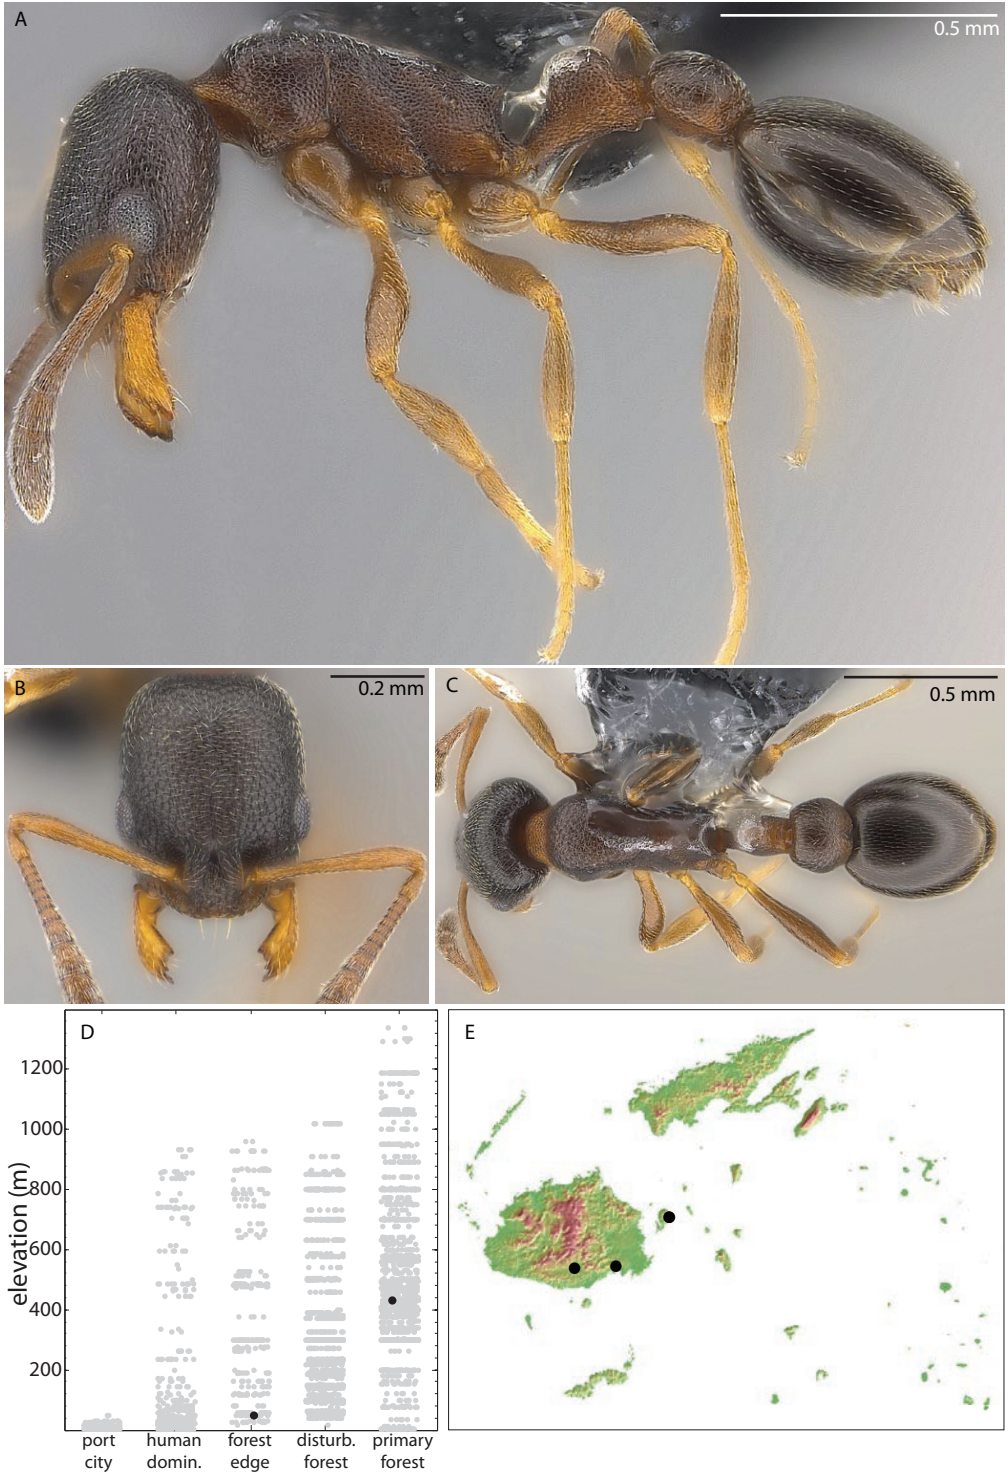 A
0.5 mm
B
0.2 mm
C
0.5 mm
D
1200
1000
800
600
400
200
elevation (m)
port city
human domin.
forest edge
disturb. forest
primary forest
E